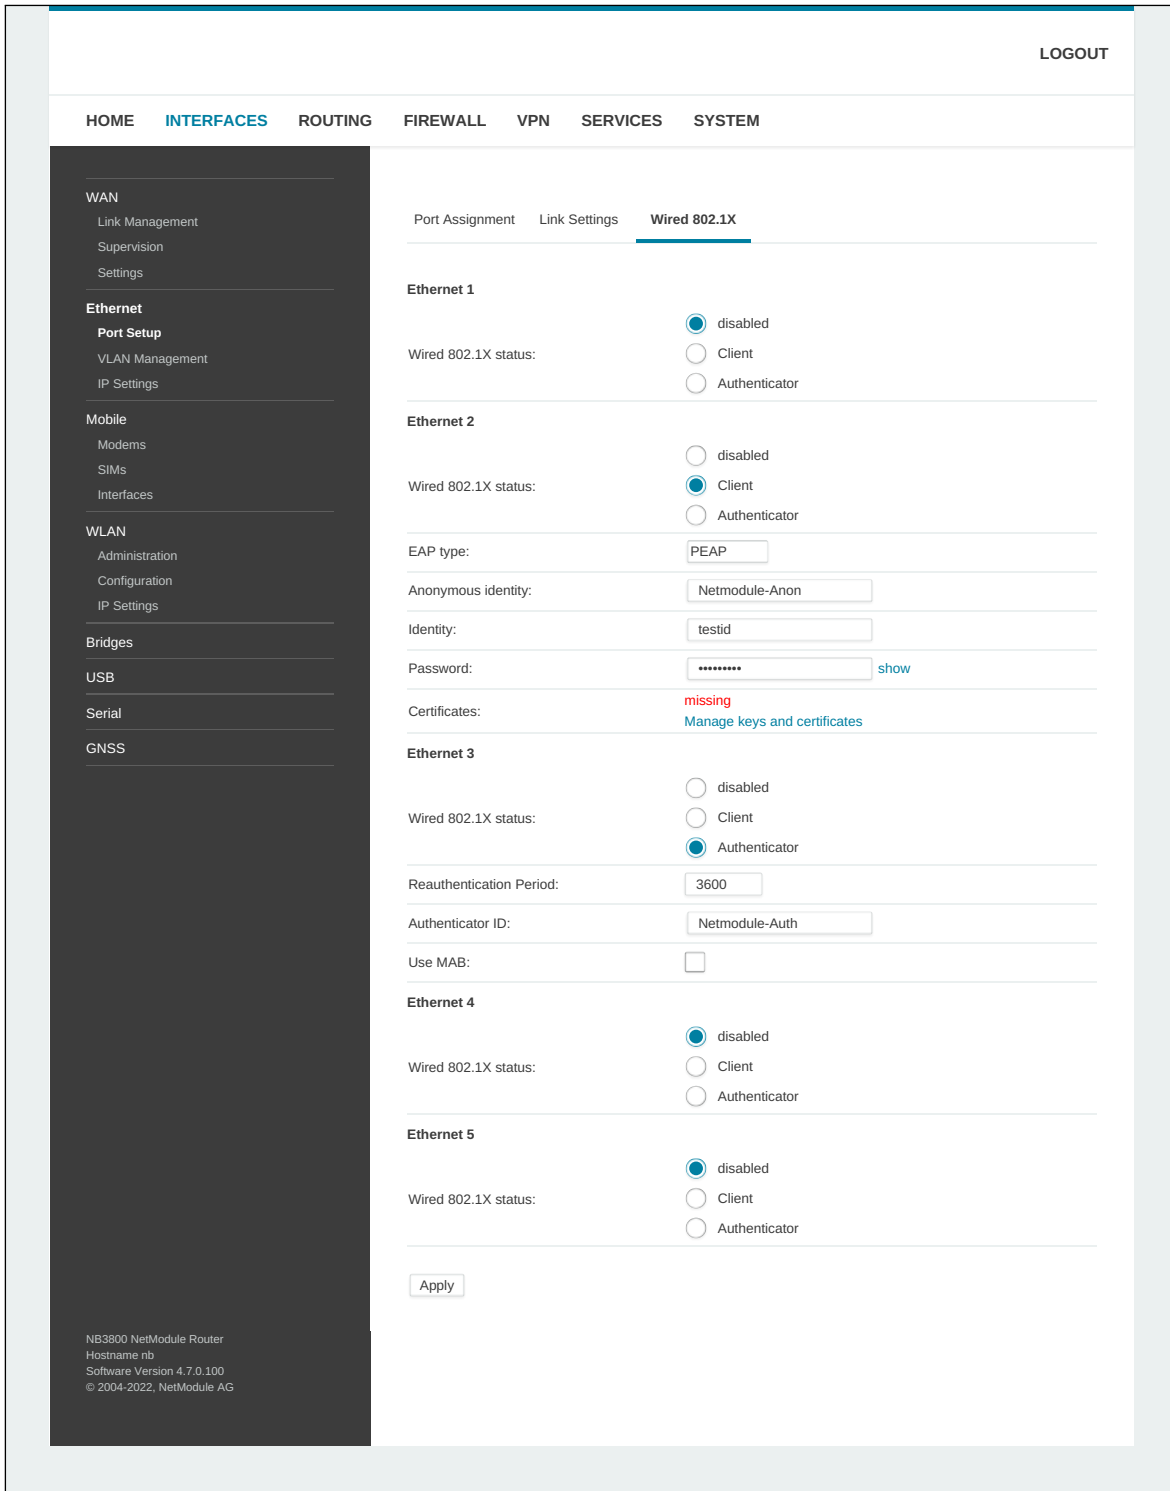 LOGOUT
HOME INTERFACES ROUTING FIREWALL VPN SERVICES SYSTEM
WAN
Link Management
Supervision
Settings
Ethernet
Port Setup
VLAN Management
IP Settings
Mobile
Modems
SIMs
Interfaces
WLAN
Administration
Configuration
IP Settings
Bridges
USB
Serial
GNSS
NB3800 NetModule Router
Hostname nb
Software Version 4.7.0.100
© 2004-2022, NetModule AG
Port Assignment Link Settings Wired 802.1X
Ethernet 1
disabled
Wired 802.1X status: Client
Authenticator
Ethernet 2
disabled
Wired 802.1X status: Client
Authenticator
EAP type: PEAP
Anonymous identity: Netmodule-Anon
Identity: testid
Password: ••••••••• show
missing
Certificates:
Manage keys and certificates
Ethernet 3
disabled
Wired 802.1X status: Client
Authenticator
Reauthentication Period: 3600
Authenticator ID: Netmodule-Auth
Use MAB:
Ethernet 4
disabled
Wired 802.1X status: Client
Authenticator
Ethernet 5
disabled
Wired 802.1X status: Client
Authenticator
Apply